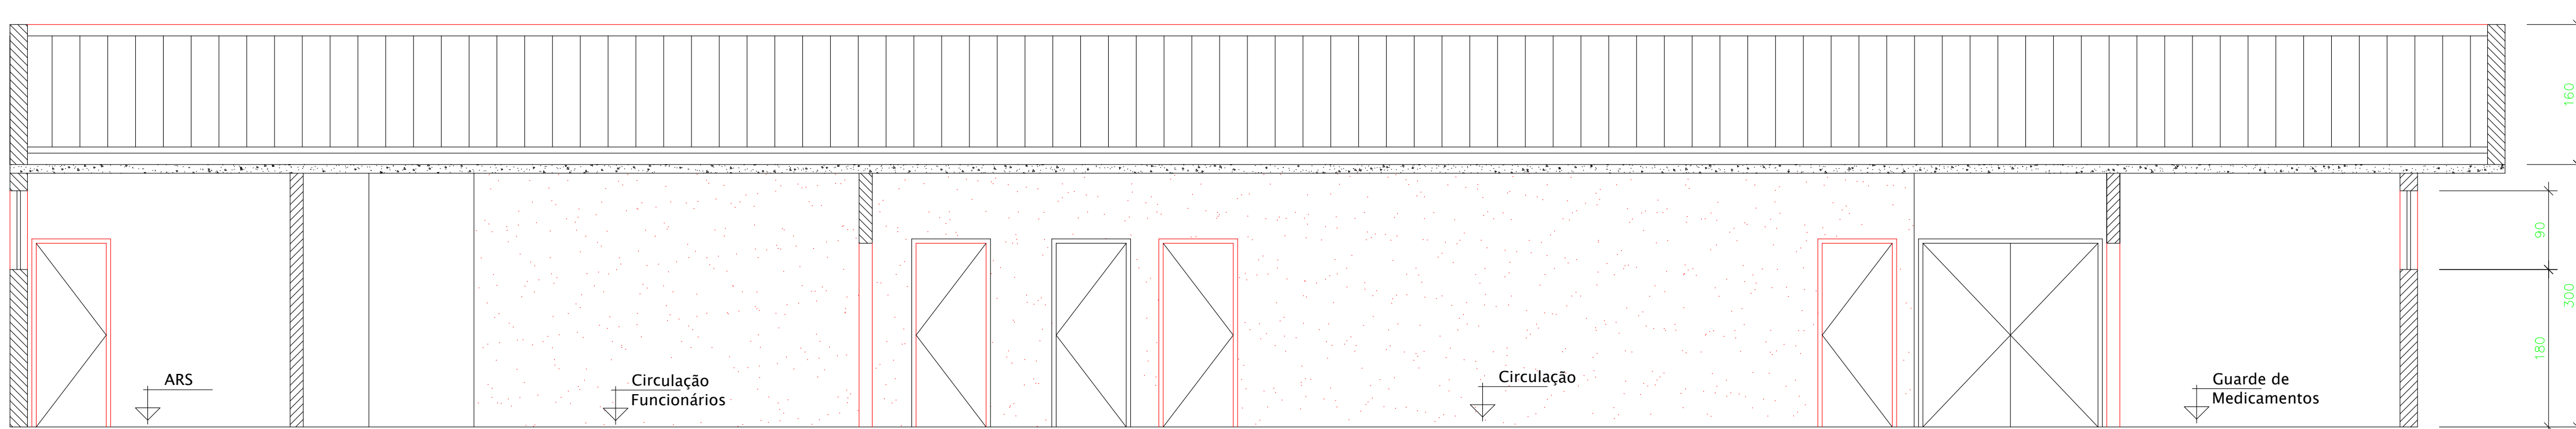 160
90
300
180
ARS
Circulação
Funcionários
Circulação
Guarde de
Medicamentos